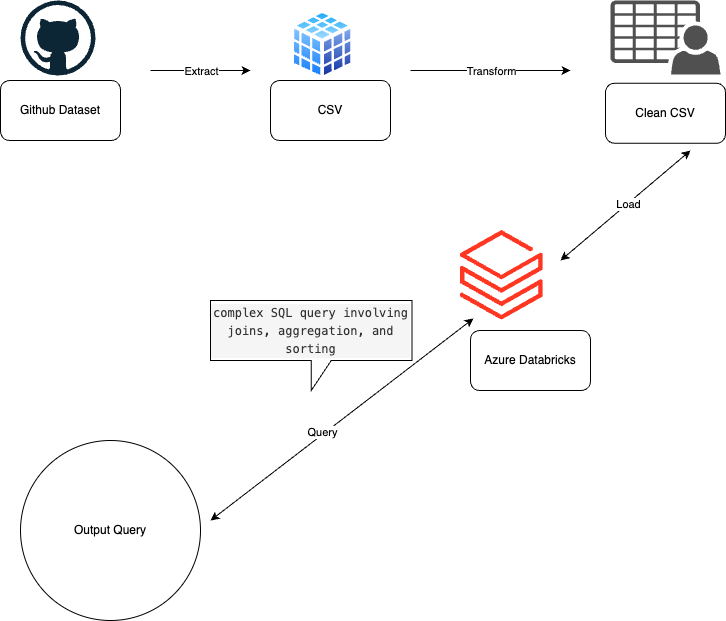 Extract
Transform
Github Dataset
CSV
Clean CSV
Load
complex SQL query involving
joins, aggregation, and
sorting
Azure Databricks
Query
Output Query